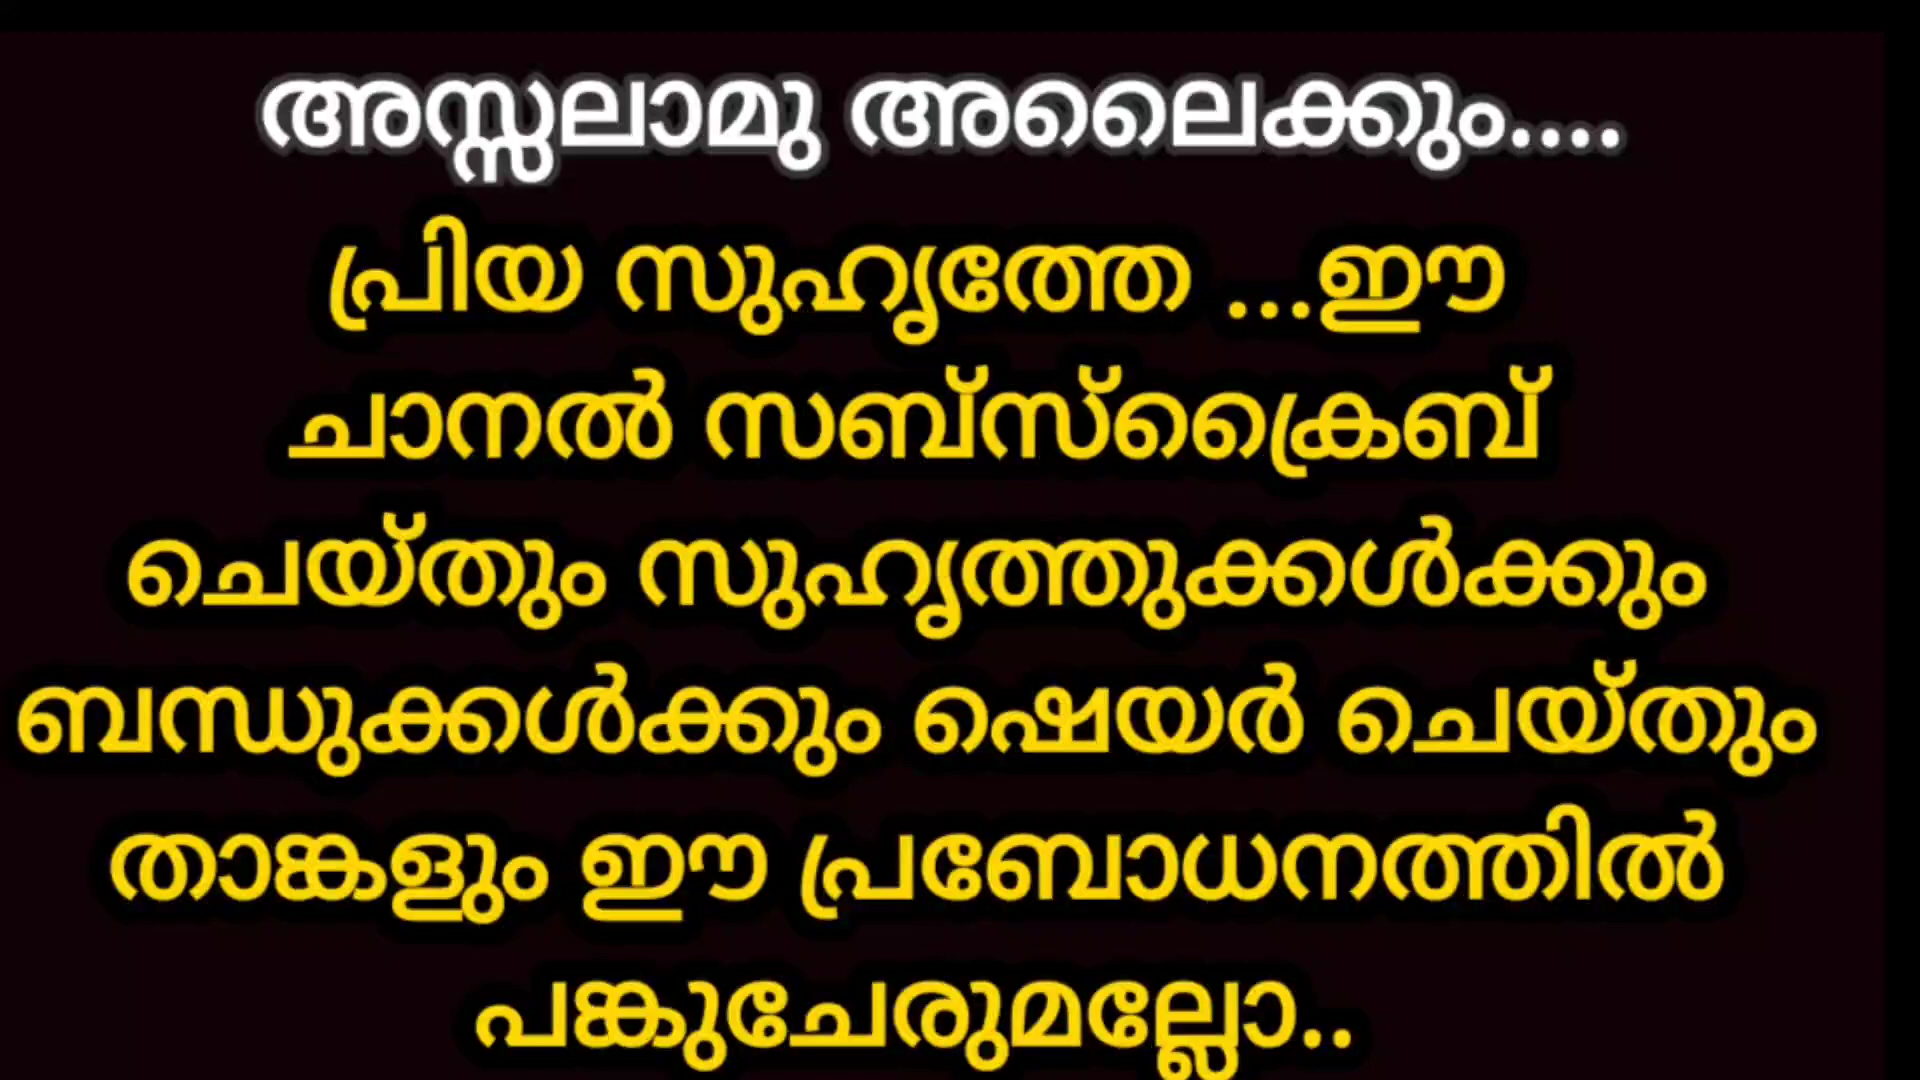 അസ്സലാമു അലൈക്കും....
പ്രിയ സുഹൃത്തേ ...ഈ
ചാനൽ സബ്സ്ക്രൈബ്
ചെയ്തും സുഹൃത്തുക്കൾക്കും
ബന്ധുക്കൾക്കും ഷെയർ ചെയ്തും
താങ്കളും ഈ പ്രബോധനത്തിൽ
പങ്കുചേരുമല്ലോ..